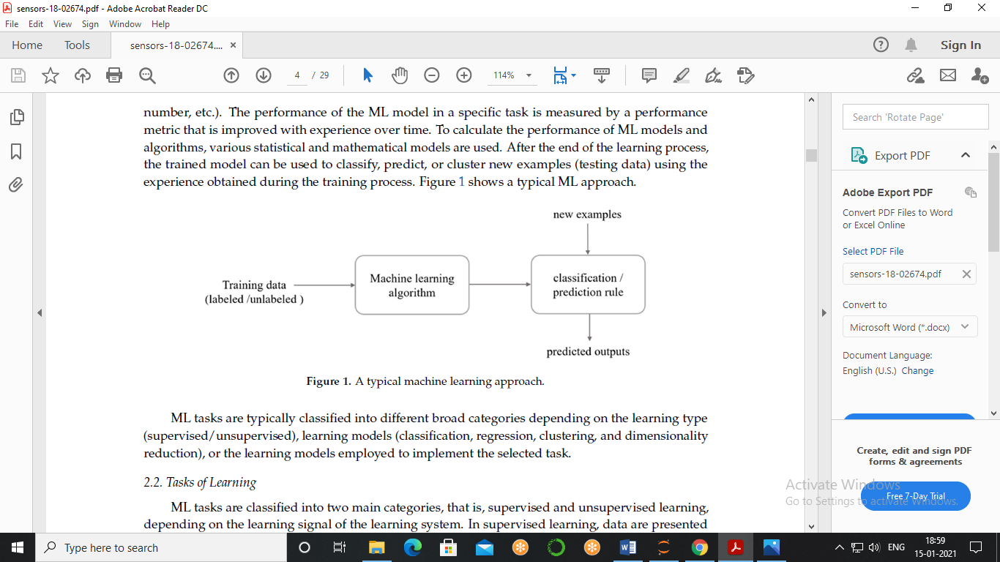 sensors-18-02674.pdf - Adobe Acrobat Reader DC
File Edit View Sign Window Help
Home Tools sensors-18-02674.... × Sign In
4 / 29 114%
number, etc.). The performance of the ML model in a specific task is measured by a performance
metric that is improved with experience over time. To calculate the performance of ML models and
algorithms, various statistical and mathematical models are used. After the end of the learning process,
the trained model can be used to classify, predict, or cluster new examples (testing data) using the
experience obtained during the training process. Figure 1 shows a typical ML approach.
new examples
Training data
(labeled /unlabeled )
Machine learning
algorithm
classification /
prediction rule
predicted outputs
Figure 1. A typical machine learning approach.
ML tasks are typically classified into different broad categories depending on the learning type
(supervised/unsupervised), learning models (classification, regression, clustering, and dimensionality
reduction), or the learning models employed to implement the selected task.
2.2. Tasks of Learning
ML tasks are classified into two main categories, that is, supervised and unsupervised learning,
depending on the learning signal of the learning system. In supervised learning, data are presented
Search 'Rotate Page'
Export PDF
Adobe Export PDF
Convert PDF Files to Word
or Excel Online
Select PDF File
sensors-18-02674.pdf
Convert to
Microsoft Word (*.docx)
Document Language:
English (U.S.) Change
Create, edit and sign PDF
forms & agreements
Free 7-Day Trial
Activate Windows
Go to Settings to activate Windows.
Type here to search
ENG
18:59
15-01-2021